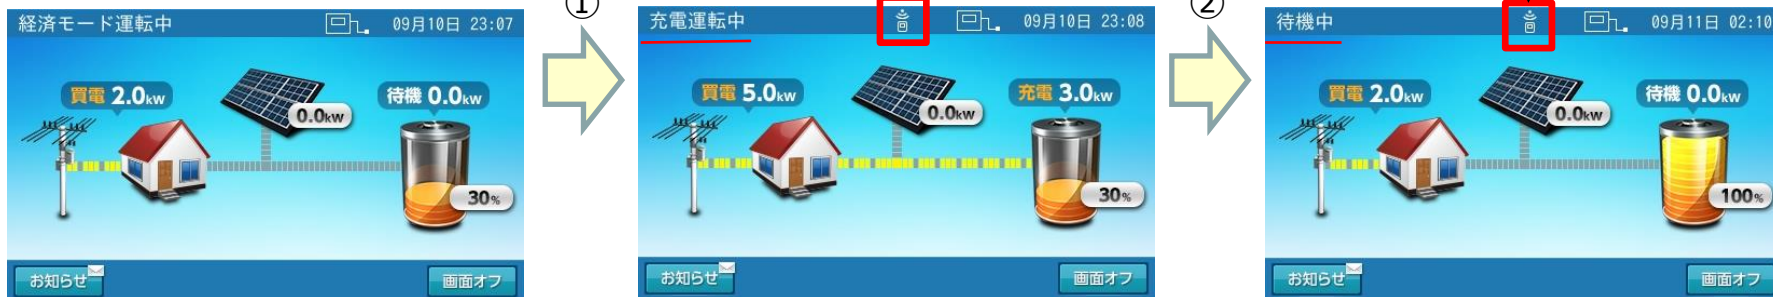 経済モード運転中 09月10日 23:07
買電 2.0kw
0.0kw
待機 0.0kw
30%
お知らせ
画面オフ
①
充電運転中 09月10日 23:08
買電 5.0kw
0.0kw
充電 3.0kw
30%
お知らせ
画面オフ
②
待機中 09月11日 02:10
買電 2.0kw
0.0kw
待機 0.0kw
100%
お知らせ
画面オフ